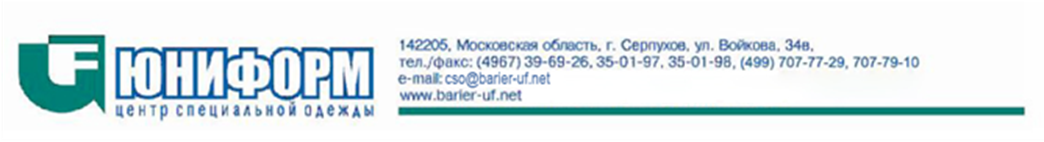 UF ЮНИФОРМ
центр специальной одежды
142205, Московская область, г. Серпухов, ул. Войкова, 34в,
тел./факс: (4967) 39-69-26, 35-01-97, 35-01-98, (499) 707-77-29, 707-79-10
e-mail: cso@barier-uf.net
www.barier-uf.net